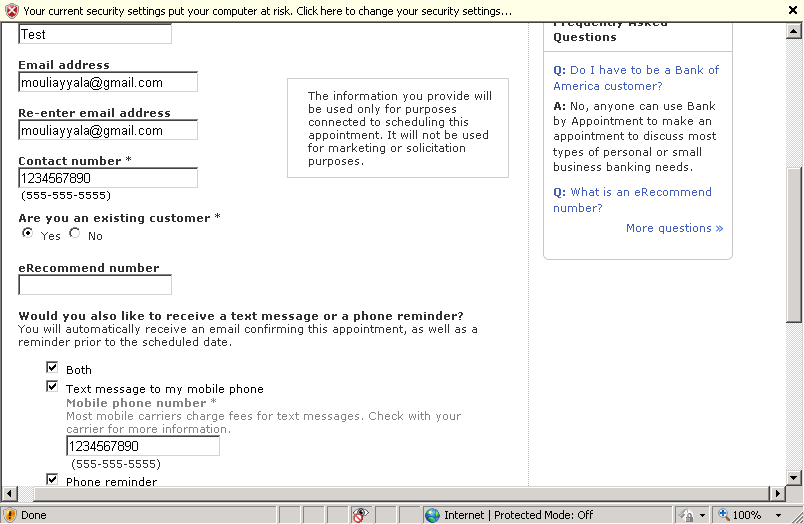 Your current security settings put your computer at risk. Click here to change your security settings...
Test
Email address
mouliayyala@gmail.com
Re-enter email address
mouliayyala@gmail.com
Contact number *
1234567890
(555-555-5555)
Are you an existing customer *
Yes No
eRecommend number
Would you also like to receive a text message or a phone reminder?
You will automatically receive an email confirming this appointment, as well as a
reminder prior to the scheduled date.
Both
Text message to my mobile phone
Mobile phone number *
Most mobile carriers charge fees for text messages. Check with your
carrier for more information.
1234567890
(555-555-5555)
Phone reminder
The information you provide will
be used only for purposes
connected to scheduling this
appointment. It will not be used
for marketing or solicitation
purposes.
Frequently Asked
Questions
Q: Do I have to be a Bank of
America customer?
A: No, anyone can use Bank
by Appointment to make an
appointment to discuss most
types of personal or small
business banking needs.
Q: What is an eRecommend
number?
More questions »
Done
Internet | Protected Mode: Off
100%